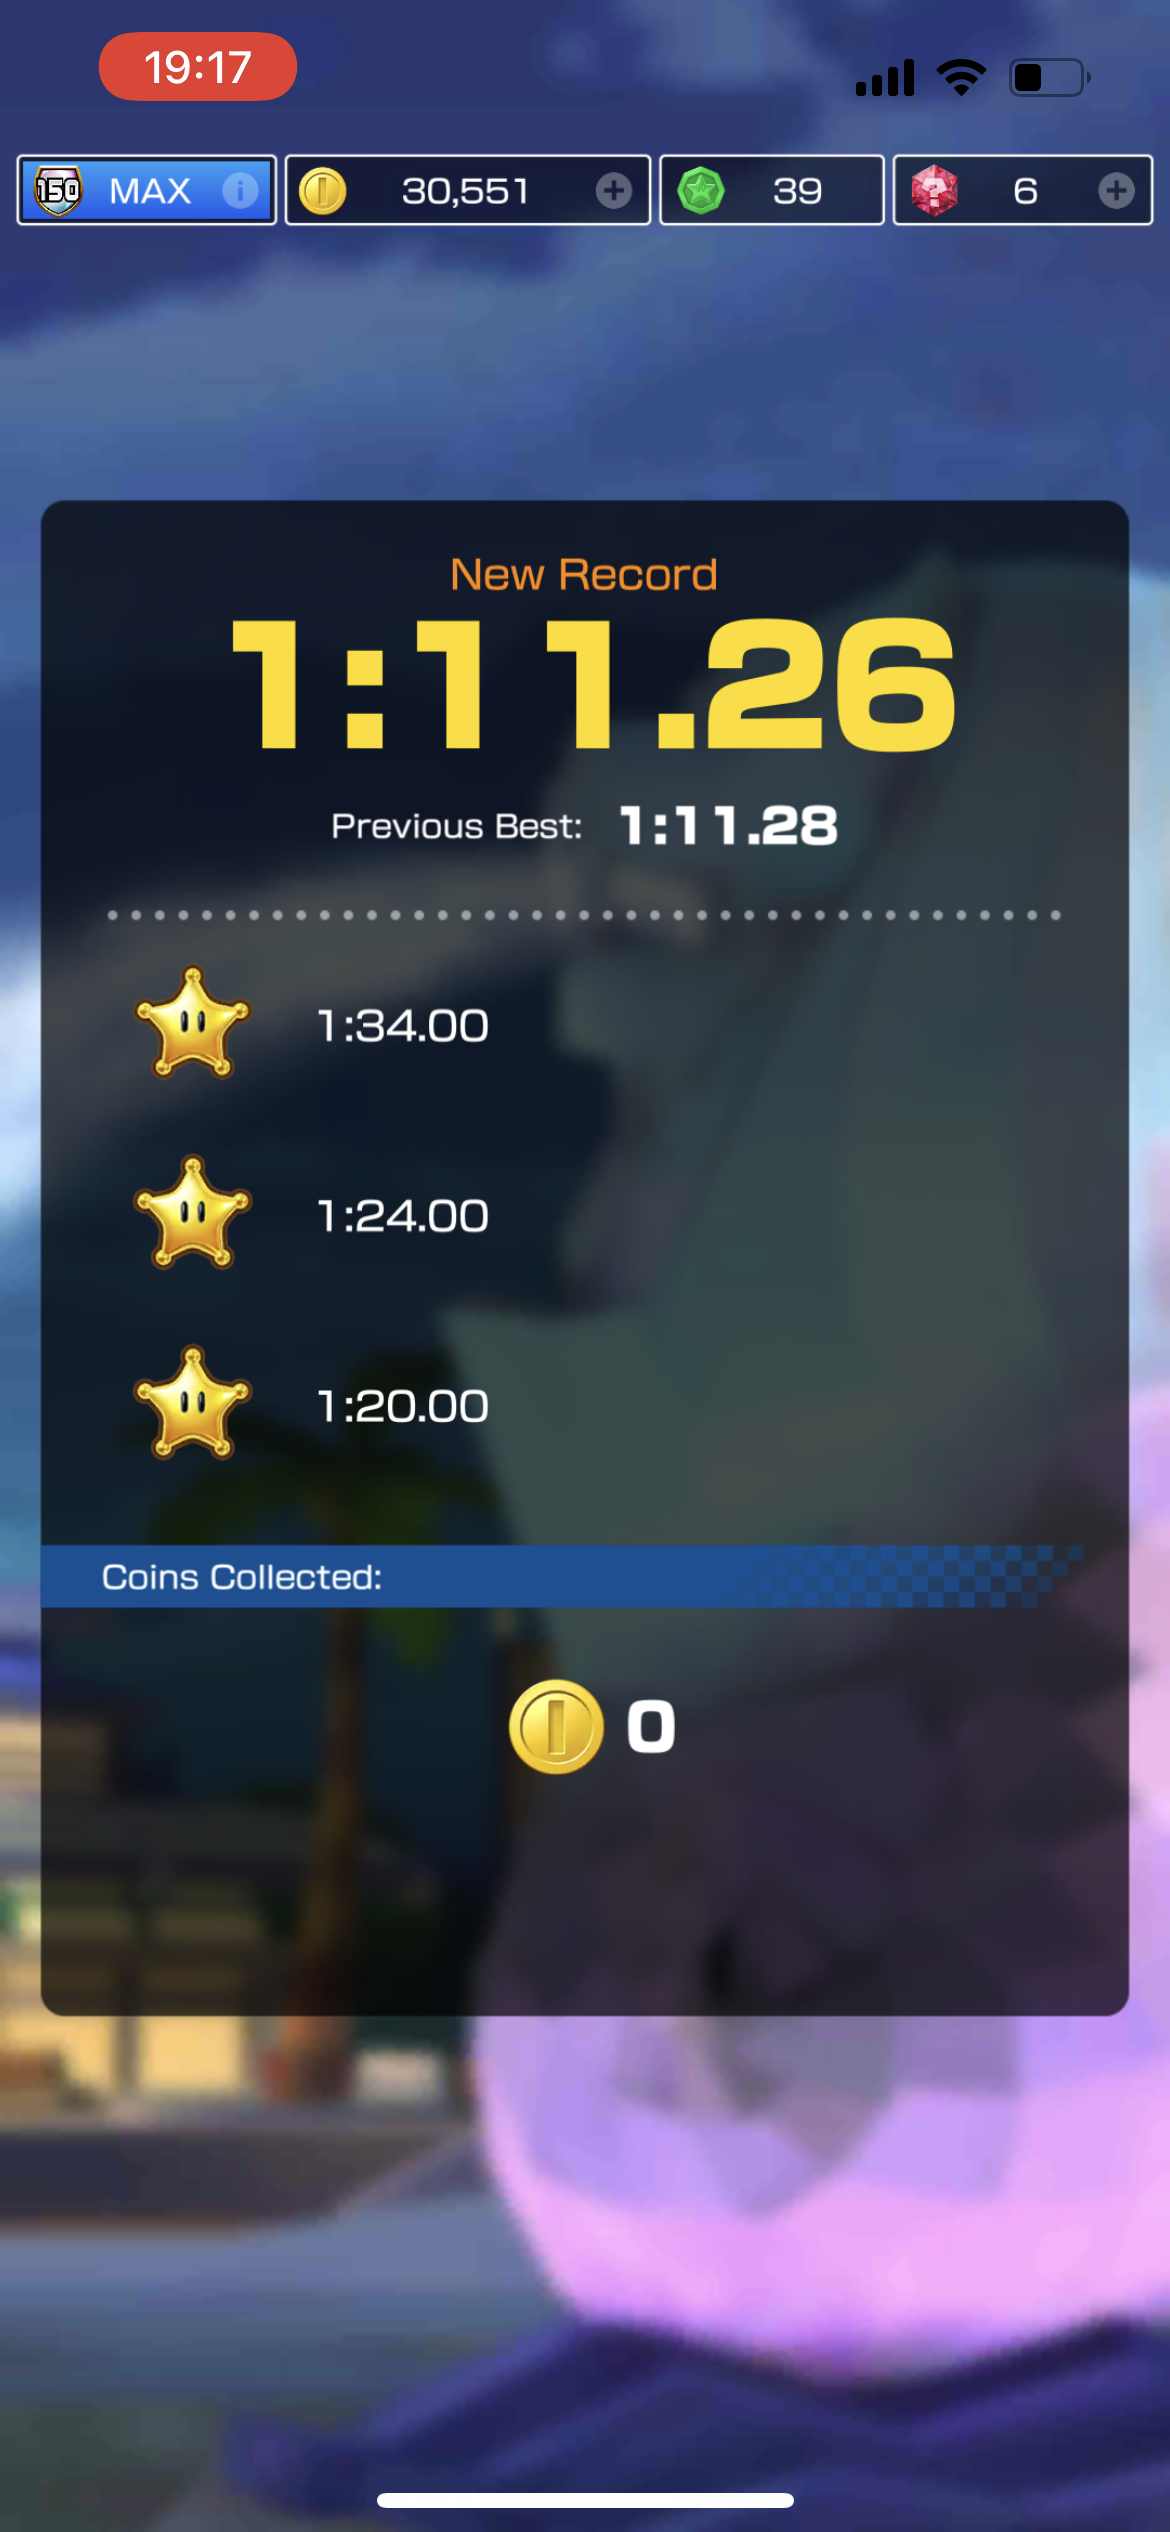 19:17
150 MAX i 30,551 + 39 ? 6 +
New Record
1:11.26
Previous Best: 1:11.28
1:34.00
1:24.00
1:20.00
Coins Collected:
0